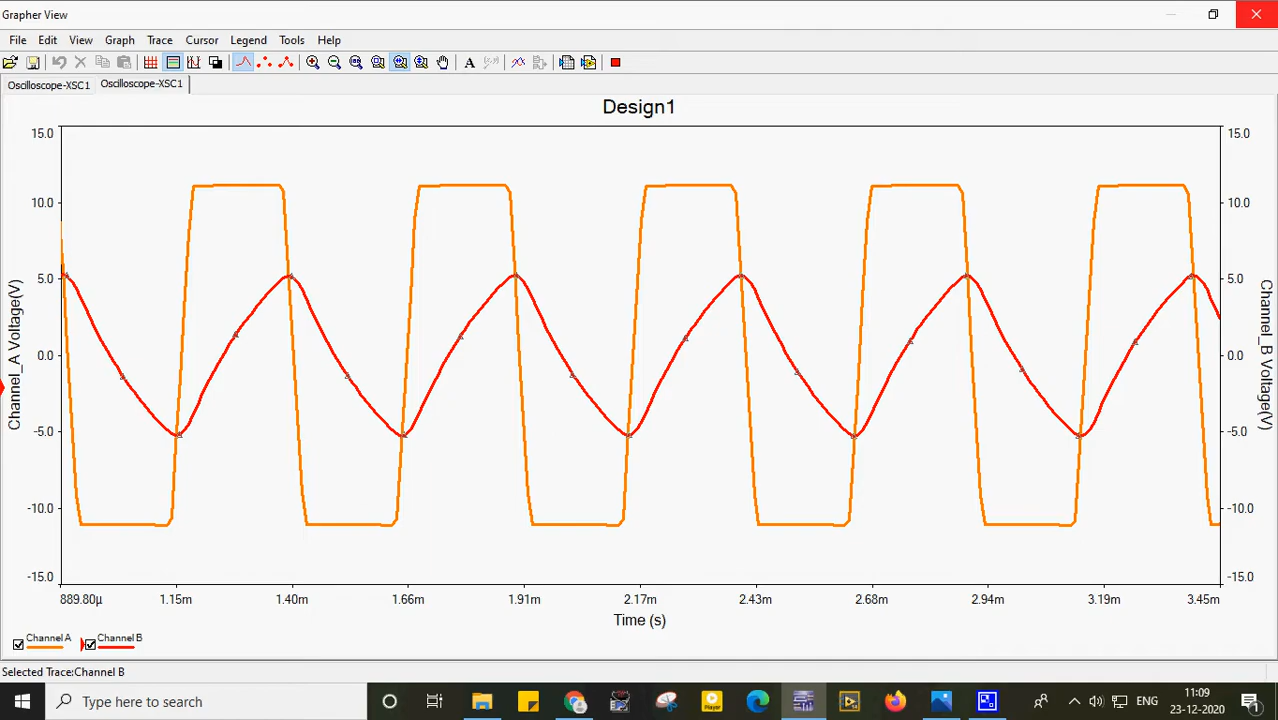 Grapher View
File Edit View Graph Trace Cursor Legend Tools Help
Oscilloscope-XSC1 Oscilloscope-XSC1
Design1
15.0 15.0
10.0 10.0
5.0 5.0
0.0 0.0
-5.0 -5.0
-10.0 -10.0
-15.0 -15.0
Channel_A Voltage(V)
Channel_B Voltage(V)
889.80µ 1.15m 1.40m 1.66m 1.91m 2.17m 2.43m 2.68m 2.94m 3.19m 3.45m
Time (s)
Channel A Channel B
Selected Trace:Channel B
Type here to search
Player
ENG
11:09
23-12-2020
1